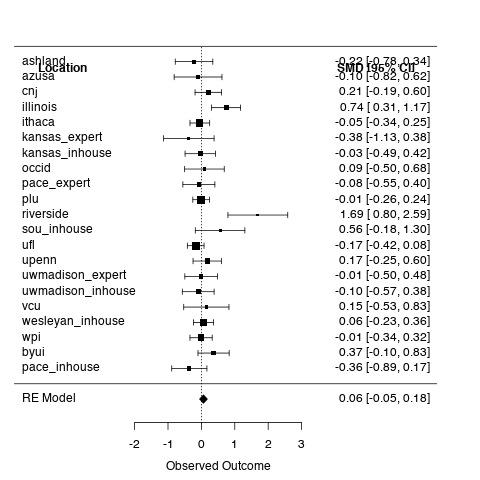 ashland -0.22 [-0.78, 0.34]
Location SMD [95% CI]
azusa -0.10 [-0.82, 0.62]
cnj 0.21 [-0.19, 0.60]
illinois 0.74 [ 0.31, 1.17]
ithaca -0.05 [-0.34, 0.25]
kansas_expert -0.38 [-1.13, 0.38]
kansas_inhouse -0.03 [-0.49, 0.42]
occid 0.09 [-0.50, 0.68]
pace_expert -0.08 [-0.55, 0.40]
plu -0.01 [-0.26, 0.24]
riverside 1.69 [ 0.80, 2.59]
sou_inhouse 0.56 [-0.18, 1.30]
ufl -0.17 [-0.42, 0.08]
upenn 0.17 [-0.25, 0.60]
uwmadison_expert -0.01 [-0.50, 0.48]
uwmadison_inhouse -0.10 [-0.57, 0.38]
vcu 0.15 [-0.53, 0.83]
wesleyan_inhouse 0.06 [-0.23, 0.36]
wpi -0.01 [-0.34, 0.32]
byui 0.37 [-0.10, 0.83]
pace_inhouse -0.36 [-0.89, 0.17]
RE Model 0.06 [-0.05, 0.18]
-2 -1 0 1 2 3
Observed Outcome